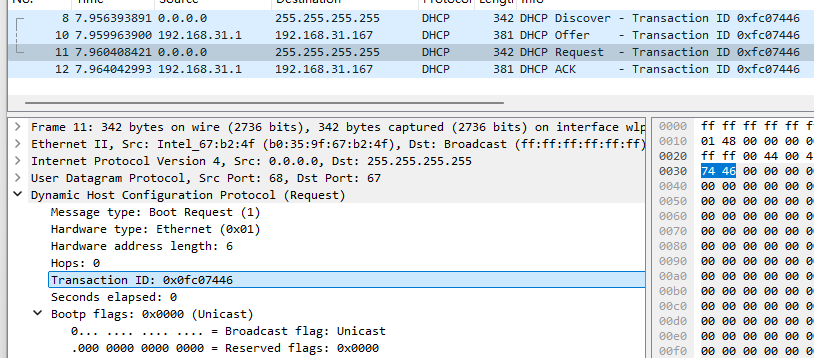 No. Time Source Destination Protocol Length Info
8 7.956393891 0.0.0.0 255.255.255.255 DHCP 342 DHCP Discover - Transaction ID 0xfc07446
10 7.959963900 192.168.31.1 192.168.31.167 DHCP 381 DHCP Offer - Transaction ID 0xfc07446
11 7.960408421 0.0.0.0 255.255.255.255 DHCP 342 DHCP Request - Transaction ID 0xfc07446
12 7.964042993 192.168.31.1 192.168.31.167 DHCP 381 DHCP ACK - Transaction ID 0xfc07446
Frame 11: 342 bytes on wire (2736 bits), 342 bytes captured (2736 bits) on interface wlp
Ethernet II, Src: Intel_67:b2:4f (b0:35:9f:67:b2:4f), Dst: Broadcast (ff:ff:ff:ff:ff:ff)
Internet Protocol Version 4, Src: 0.0.0.0, Dst: 255.255.255.255
User Datagram Protocol, Src Port: 68, Dst Port: 67
Dynamic Host Configuration Protocol (Request)
Message type: Boot Request (1)
Hardware type: Ethernet (0x01)
Hardware address length: 6
Hops: 0
Transaction ID: 0x0fc07446
Seconds elapsed: 0
Bootp flags: 0x0000 (Unicast)
0... .... .... .... = Broadcast flag: Unicast
.000 0000 0000 0000 = Reserved flags: 0x0000
0000 ff ff ff ff ff f
0010 01 48 00 00 00 0
0020 ff ff 00 44 00 4
0030 74 46 00 00 00 0
0040 00 00 00 00 00 0
0050 00 00 00 00 00 0
0060 00 00 00 00 00 0
0070 00 00 00 00 00 0
0080 00 00 00 00 00 0
0090 00 00 00 00 00 0
00a0 00 00 00 00 00 0
00b0 00 00 00 00 00 0
00c0 00 00 00 00 00 0
00d0 00 00 00 00 00 0
00e0 00 00 00 00 00 0
00f0 00 00 00 00 00 0